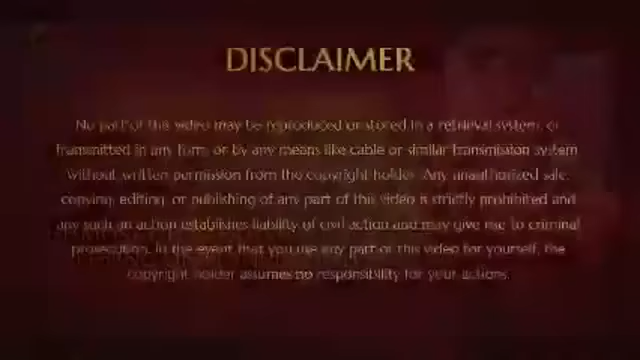 DISCLAIMER
No part of this video may be reproduced or stored in a retrieval system, or
transmitted in any form or by any means like cable or similar transmission system
without written permission from the copyright holder. Any unauthorized sale,
copying, editing, or publishing of any part of this video is strictly prohibited and
any such an action establishes liability of civil action and may give rise to criminal
prosecution. In the event that you use any part of this video for yourself, the
copyright holder assumes no responsibility for your actions.